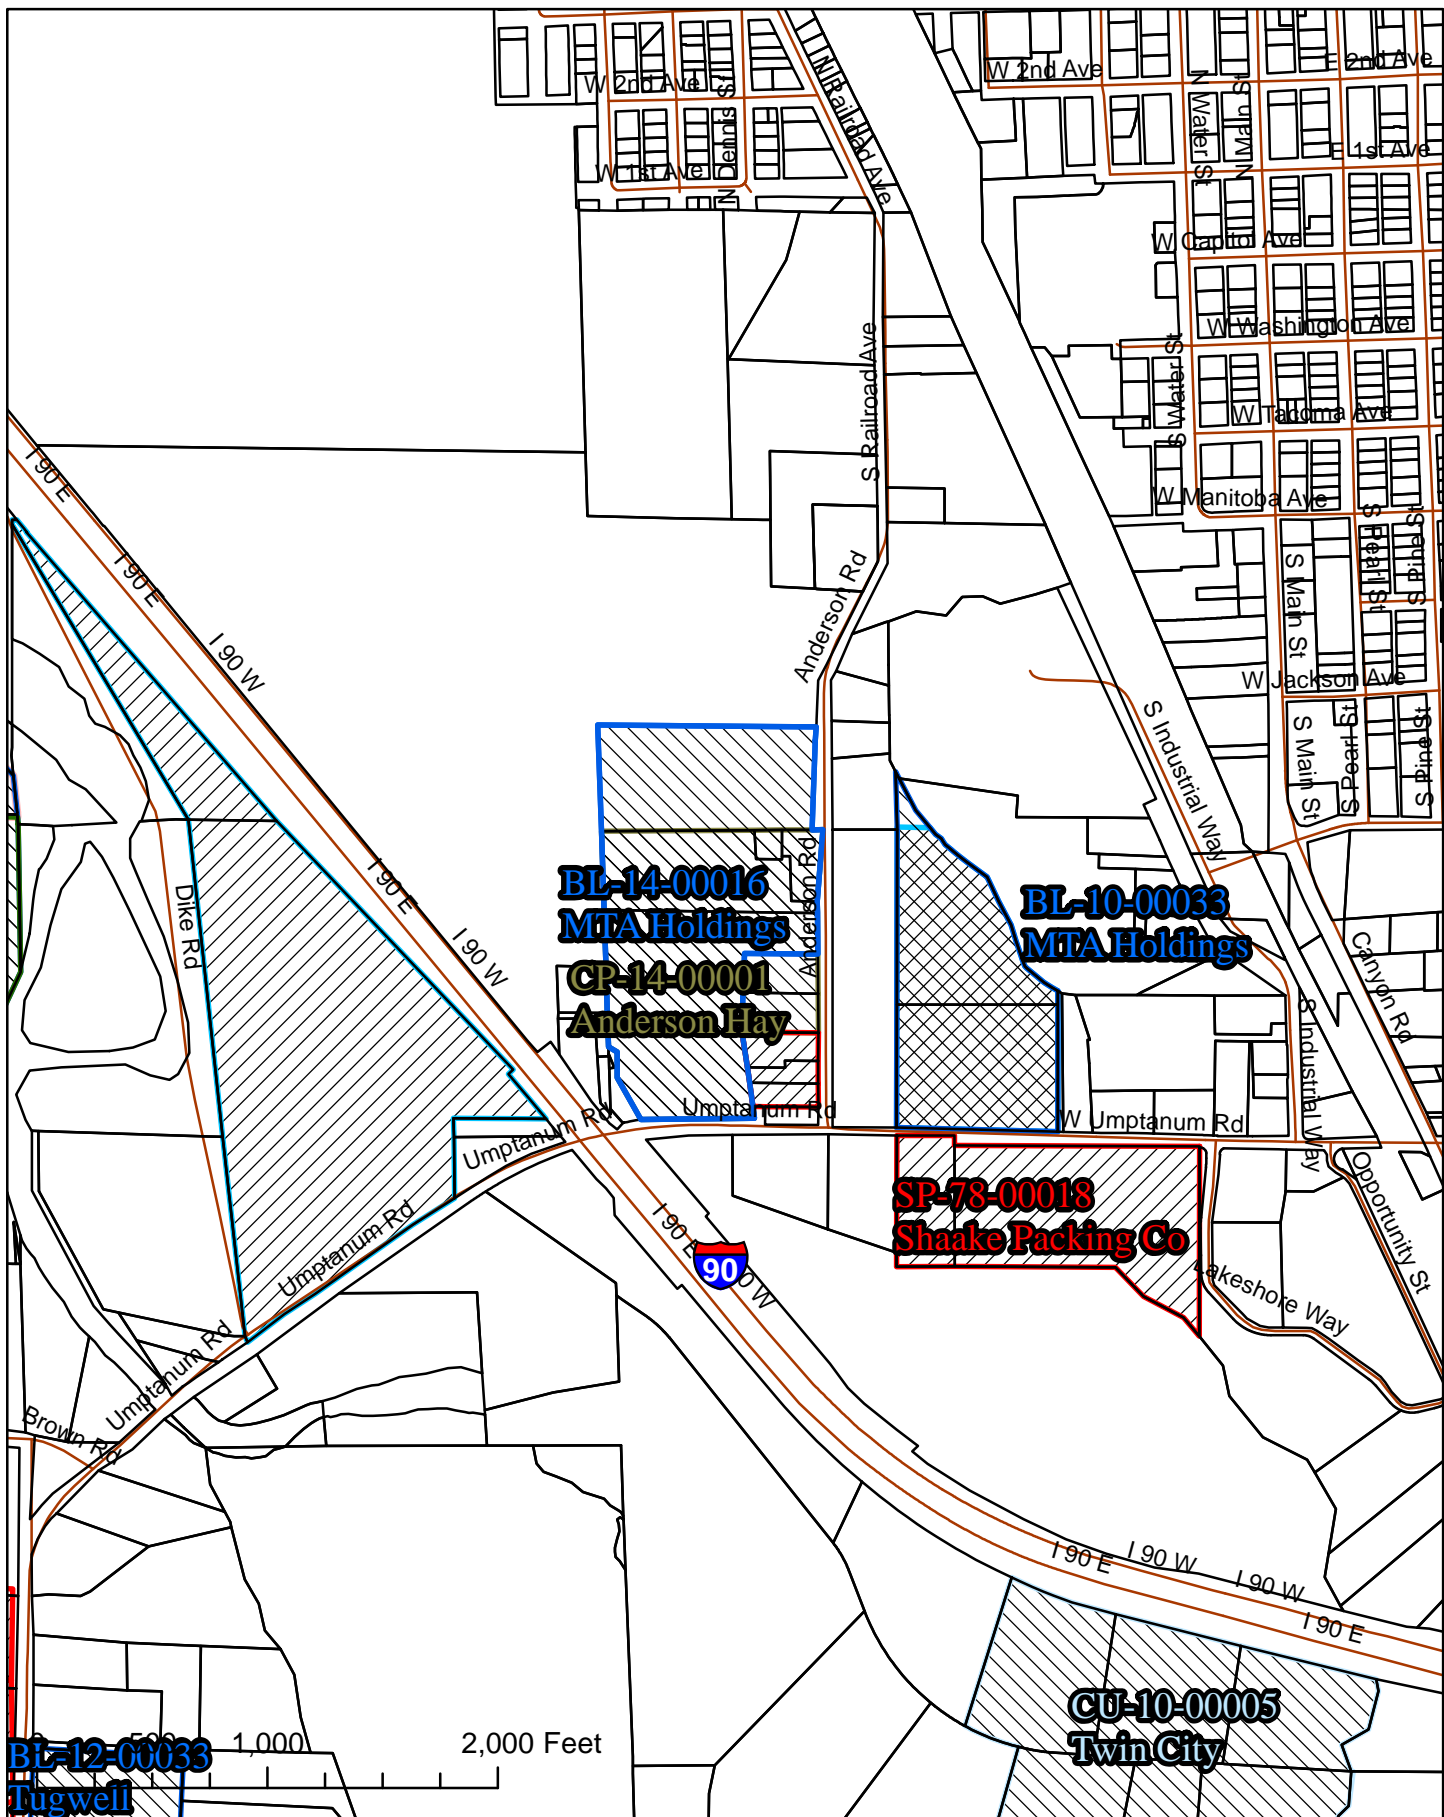 W 2nd Ave
N Dennis St
N Railroad Ave
W 2nd Ave
N Water St
N Main St
E 2nd Ave
W 1st Ave
E 1st Ave
W Capitol Ave
W Washington Ave
S Railroad Ave
S Water St
W Tacoma Ave
I 90 E
W Manitoba Ave
S Pearl St
S Pine St
I 90 E
Anderson Rd
S Main St
I 90 W
W Jackson Ave
S Industrial Way
S Main St
S Pearl St
S Pine St
I 90 E
Dike Rd
BL-14-00016
MTA Holdings
Anderson Rd
BL-10-00033
MTA Holdings
I 90 W
CP-14-00001
Anderson Hay
Canyon Rd
S Industrial Way
Umptanum Rd
Umptanum Rd
W Umptanum Rd
Umptanum Rd
SP-78-00018
Shaake Packing Co
Opportunity St
I 90 E
90
0 W
Lakeshore Way
Umptanum Rd
Brown Rd
I 90 E
I 90 W
I 90 W
I 90 E
CU-10-00005
Twin City
0
500
1,000
2,000 Feet
BL-12-00033
Tugwell